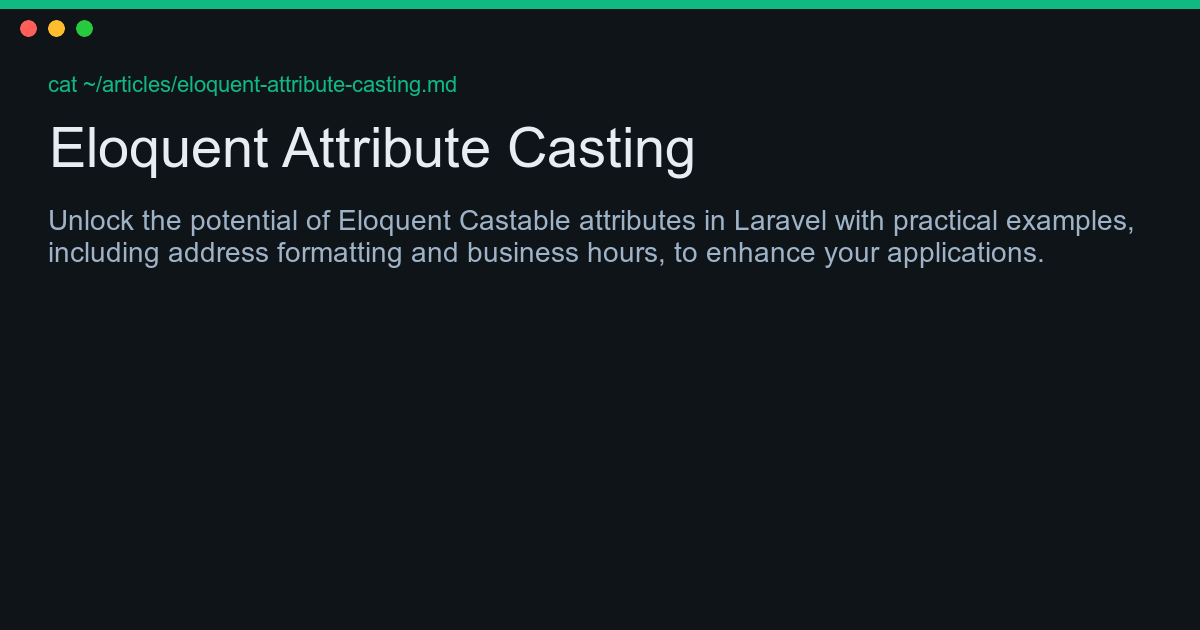 cat ~/articles/eloquent-attribute-casting.md
Eloquent Attribute Casting
Unlock the potential of Eloquent Castable attributes in Laravel with practical examples,
including address formatting and business hours, to enhance your applications.